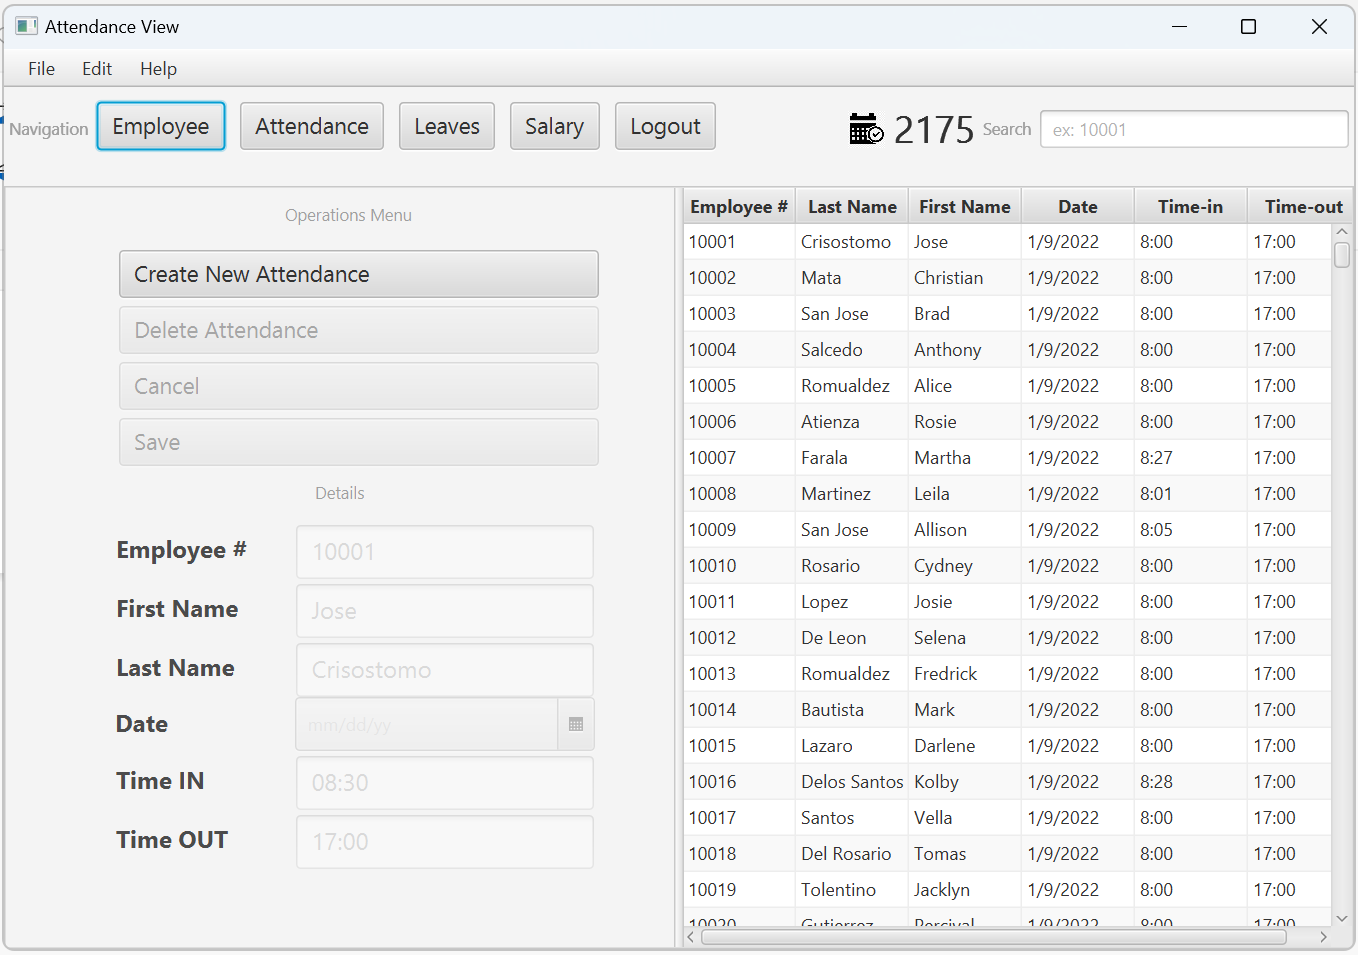 Attendance View
File Edit Help
Navigation Employee Attendance Leaves Salary Logout 2175 Search ex: 10001
Operations Menu
Create New Attendance
Delete Attendance
Cancel
Save
Details
Employee # 10001
First Name Jose
Last Name Crisostomo
Date mm/dd/yy
Time IN 08:30
Time OUT 17:00
Employee # Last Name First Name Date Time-in Time-out
10001 Crisostomo Jose 1/9/2022 8:00 17:00
10002 Mata Christian 1/9/2022 8:00 17:00
10003 San Jose Brad 1/9/2022 8:00 17:00
10004 Salcedo Anthony 1/9/2022 8:00 17:00
10005 Romualdez Alice 1/9/2022 8:00 17:00
10006 Atienza Rosie 1/9/2022 8:00 17:00
10007 Farala Martha 1/9/2022 8:27 17:00
10008 Martinez Leila 1/9/2022 8:01 17:00
10009 San Jose Allison 1/9/2022 8:05 17:00
10010 Rosario Cydney 1/9/2022 8:00 17:00
10011 Lopez Josie 1/9/2022 8:00 17:00
10012 De Leon Selena 1/9/2022 8:00 17:00
10013 Romualdez Fredrick 1/9/2022 8:00 17:00
10014 Bautista Mark 1/9/2022 8:00 17:00
10015 Lazaro Darlene 1/9/2022 8:00 17:00
10016 Delos Santos Kolby 1/9/2022 8:28 17:00
10017 Santos Vella 1/9/2022 8:00 17:00
10018 Del Rosario Tomas 1/9/2022 8:00 17:00
10019 Tolentino Jacklyn 1/9/2022 8:00 17:00
10020 Gutierrez Percival 1/9/2022 8:00 17:00